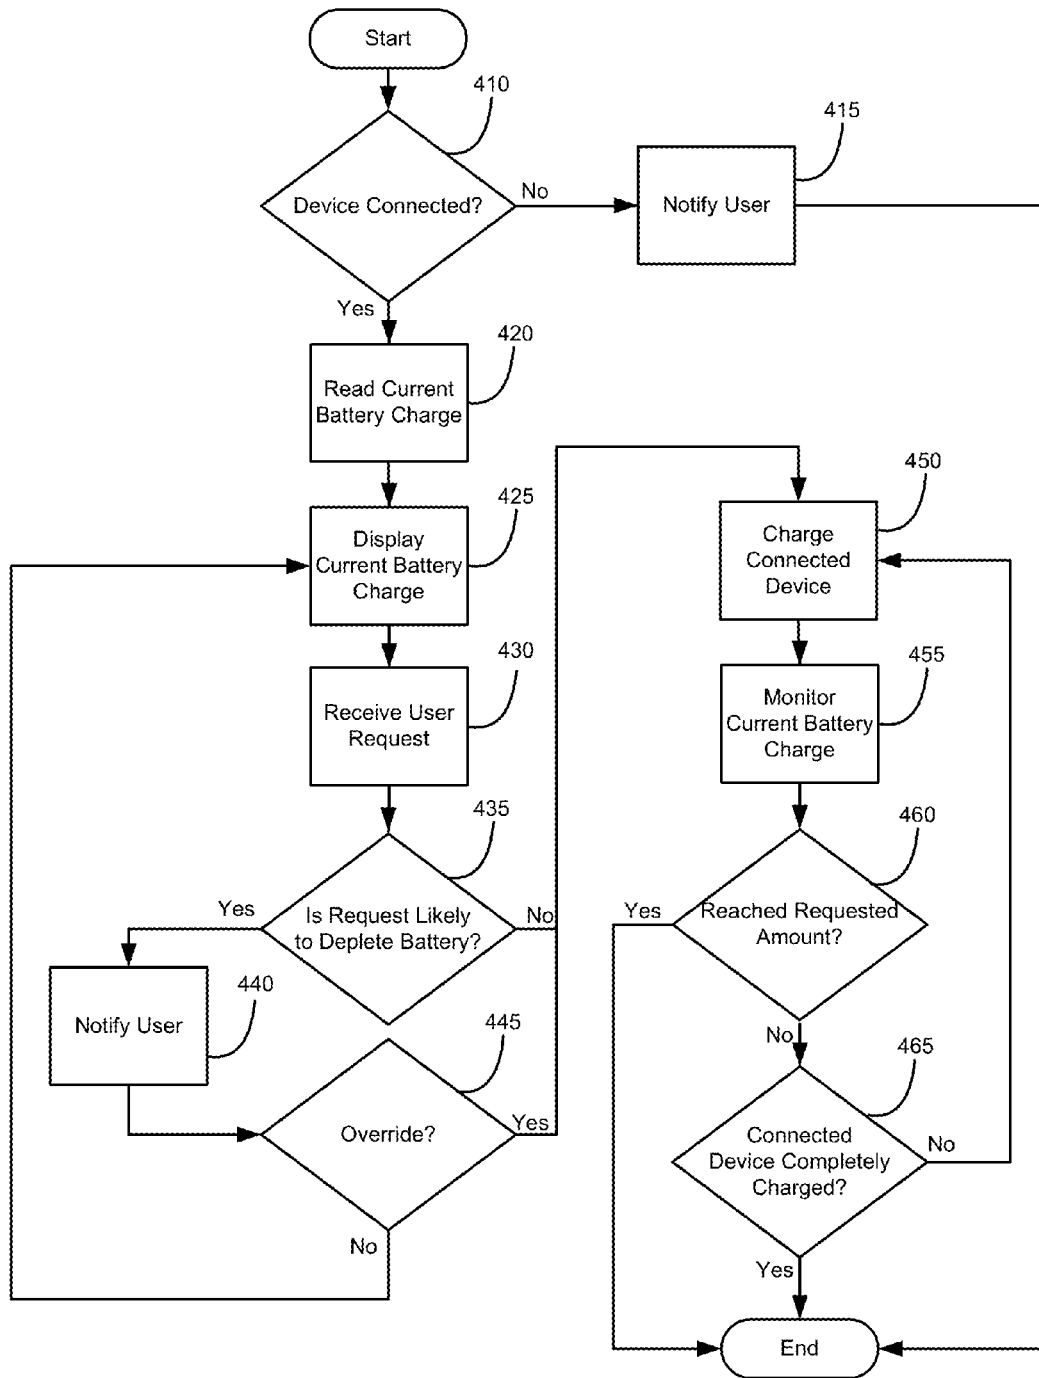 Start
410
Device Connected?
No
415
Notify User
Yes
420
Read Current
Battery Charge
425
Display
Current Battery
Charge
430
Receive User
Request
435
Is Request Likely
to Deplete Battery?
Yes
No
440
Notify User
445
Override?
Yes
No
450
Charge
Connected
Device
455
Monitor
Current Battery
Charge
460
Reached Requested
Amount?
Yes
No
465
Connected
Device Completely
Charged?
No
Yes
End